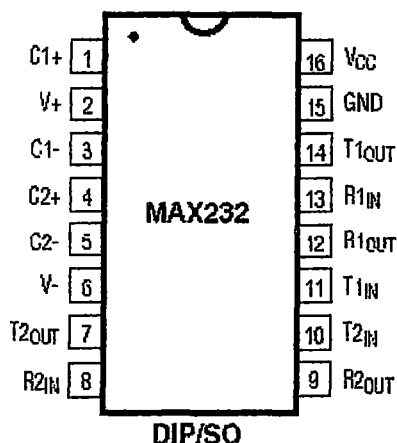 C1+ 1 16 VCC
V+ 2 15 GND
C1- 3 14 T1OUT
C2+ 4 13 R1IN
MAX232
C2- 5 12 R1OUT
V- 6 11 T1IN
T2OUT 7 10 T2IN
R2IN 8 9 R2OUT
DIP/SO